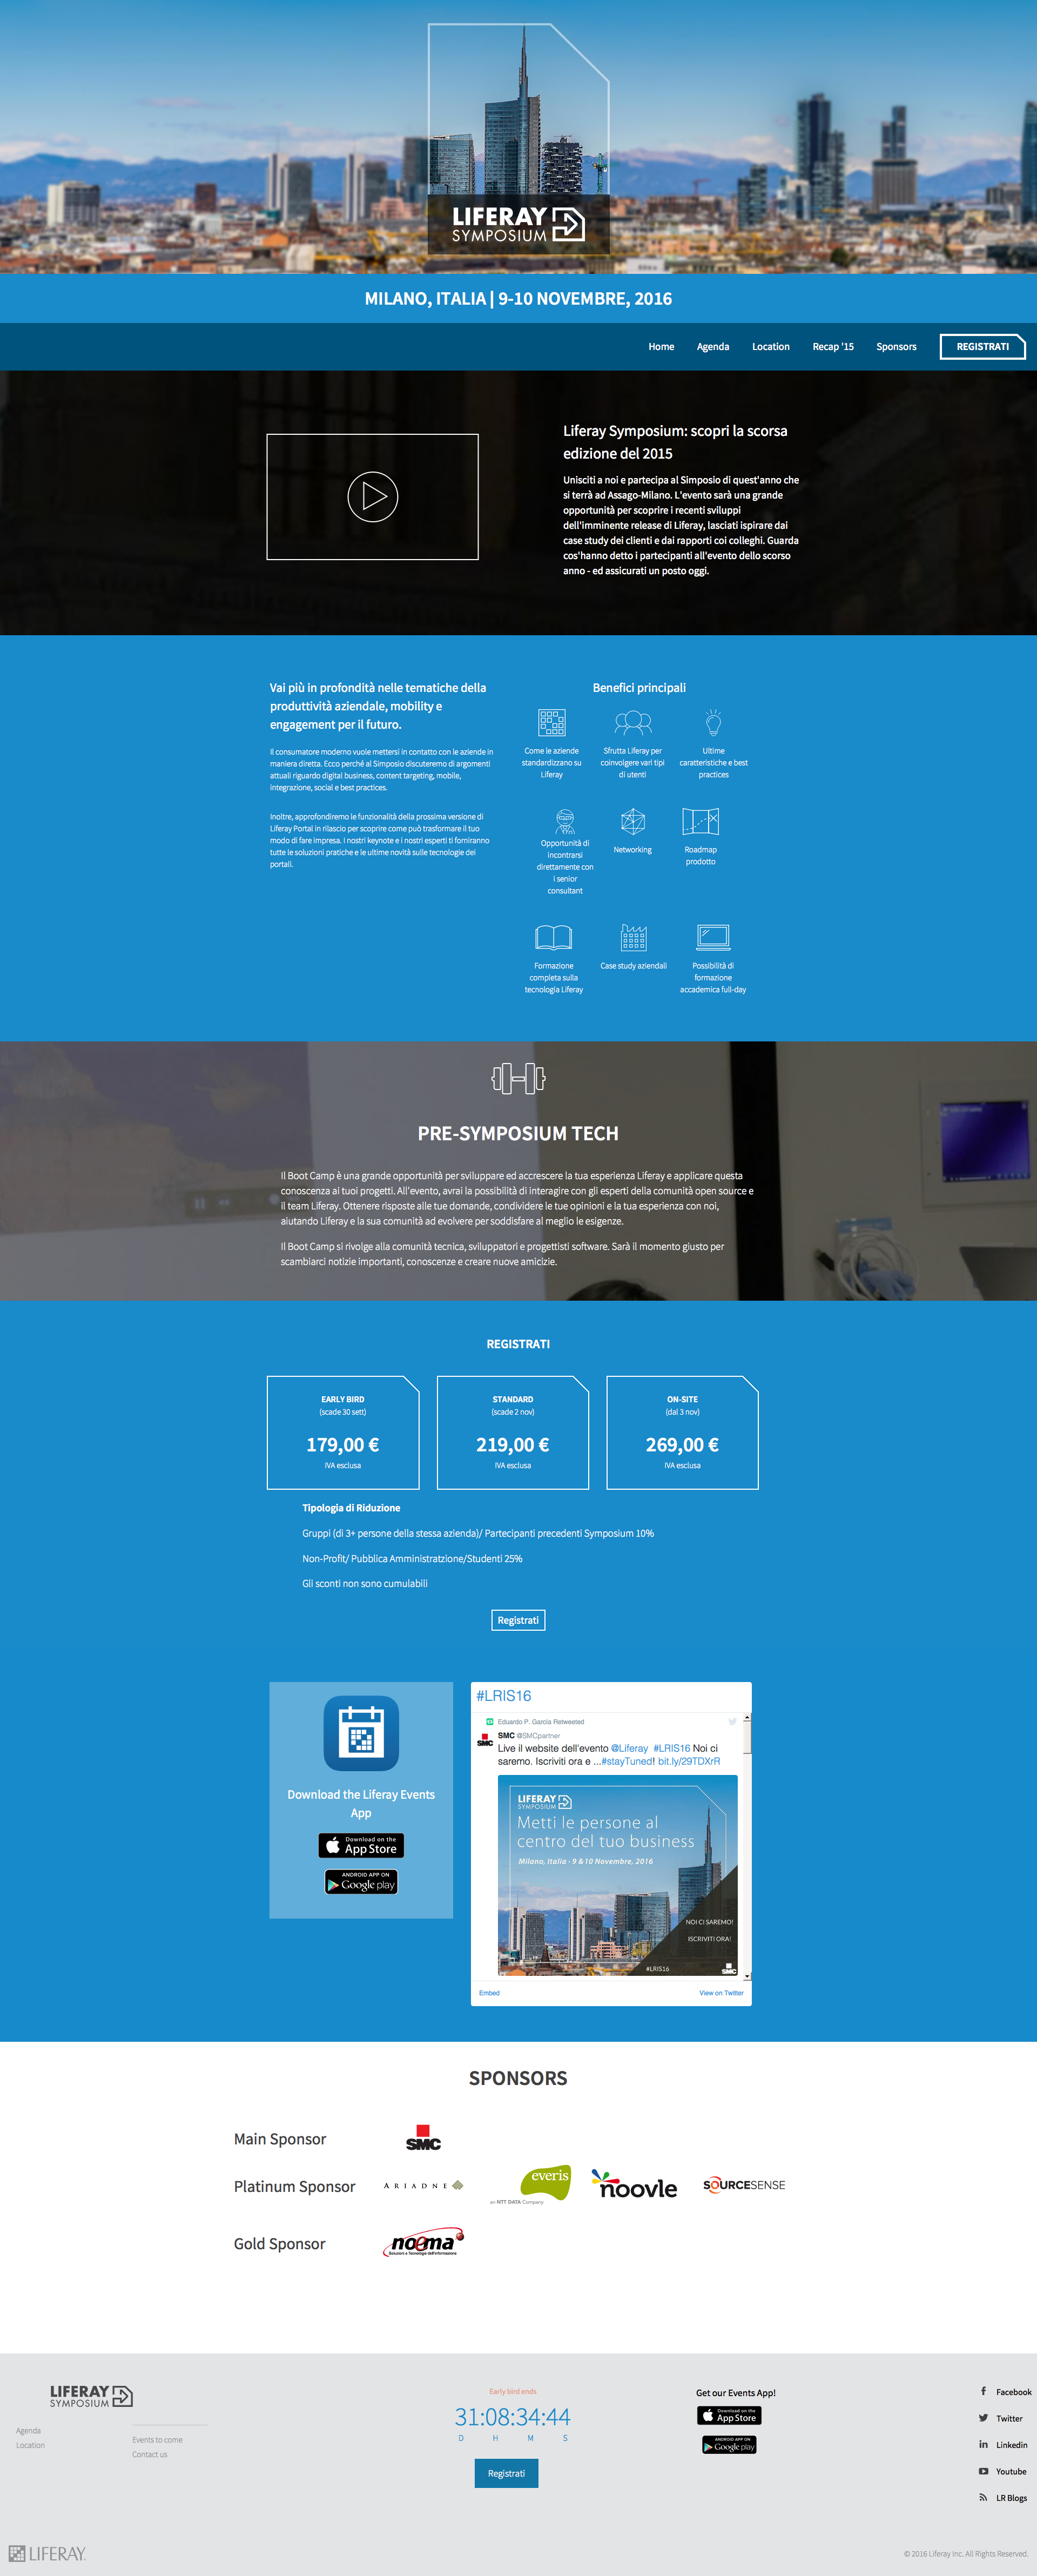 LIFERAY
SYMPOSIUM
MILANO, ITALIA | 9-10 NOVEMBRE, 2016
Home Agenda Location Recap '15 Sponsors REGISTRATI
Liferay Symposium: scopri la scorsa
edizione del 2015
Unisciti a noi e partecipa al Simposio di quest'anno che
si terrà ad Assago-Milano. L'evento sarà una grande
opportunità per scoprire i recenti sviluppi
dell'imminente release di Liferay, lasciati ispirare dai
case study dei clienti e dai rapporti coi colleghi. Guarda
cos'hanno detto i partecipanti all'evento dello scorso
anno - ed assicurati un posto oggi.
Vai più in profondità nelle tematiche della
produttività aziendale, mobility e
engagement per il futuro.
Il consumatore moderno vuole mettersi in contatto con le aziende in
maniera diretta. Ecco perché al Simposio discuteremo di argomenti
attuali riguardo digital business, content targeting, mobile,
integrazione, social e best practices.
Inoltre, approfondiremo le funzionalità della prossima versione di
Liferay Portal in rilascio per scoprire come può trasformare il tuo
modo di fare impresa. I nostri keynote e i nostri esperti ti forniranno
tutte le soluzioni pratiche e le ultime novità sulle tecnologie dei
portali.
Benefici principali
Come le aziende
standardizzano su
Liferay
Sfrutta Liferay per
coinvolgere vari tipi
di utenti
Ultime
caratteristiche e best
practices
Opportunità di
incontrarsi
direttamente con
i senior
consultant
Networking
Roadmap
prodotto
Formazione
completa sulla
tecnologia Liferay
Case study aziendali
Possibilità di
formazione
accademica full-day
PRE-SYMPOSIUM TECH
Il Boot Camp è una grande opportunità per sviluppare ed accrescere la tua esperienza Liferay e applicare questa
conoscenza ai tuoi progetti. All'evento, avrai la possibilità di interagire con gli esperti della comunità open source e
il team Liferay. Ottenere risposte alle tue domande, condividere le tue opinioni e la tua esperienza con noi,
aiutando Liferay e la sua comunità ad evolvere per soddisfare al meglio le esigenze.
Il Boot Camp si rivolge alla comunità tecnica, sviluppatori e progettisti software. Sarà il momento giusto per
scambiarci notizie importanti, conoscenze e creare nuove amicizie.
REGISTRATI
EARLY BIRD
(scade 30 sett)
179,00 €
IVA esclusa
STANDARD
(scade 2 nov)
219,00 €
IVA esclusa
ON-SITE
(dal 3 nov)
269,00 €
IVA esclusa
Tipologia di Riduzione
Gruppi (di 3+ persone della stessa azienda)/ Partecipanti precedenti Symposium 10%
Non-Profit/ Pubblica Amministratzione/Studenti 25%
Gli sconti non sono cumulabili
Registrati
Download the Liferay Events
App
Download on the
App Store
ANDROID APP ON
Google play
#LRIS16
Eduardo P. Garcia Retweeted
SMC @SMCpartner
SMC
Live il website dell'evento @Liferay #LRIS16 Noi ci
saremo. Iscriviti ora e ...#stayTuned! bit.ly/29TDXrR
LIFERAY
SYMPOSIUM
Metti le persone al
centro del tuo business
Milano, Italia · 9 &10 Novembre, 2016
NOI CI SAREMO!
ISCRIVITI ORA!
#LRIS16
SMC
Embed View on Twitter
SPONSORS
Main Sponsor
SMC
Platinum Sponsor
ARIADNE
everis
an NTT DATA Company
noovle
SOURCESENSE
Gold Sponsor
noema
Soluzioni e Tecnologie dell'informazione
LIFERAY
SYMPOSIUM
Agenda
Location
Events to come
Contact us
Early bird ends
31:08:34:44
D H M S
Registrati
Get our Events App!
Download on the
App Store
ANDROID APP ON
Google play
Facebook
Twitter
Linkedin
Youtube
LR Blogs
LIFERAY.
© 2016 Liferay Inc. All Rights Reserved.